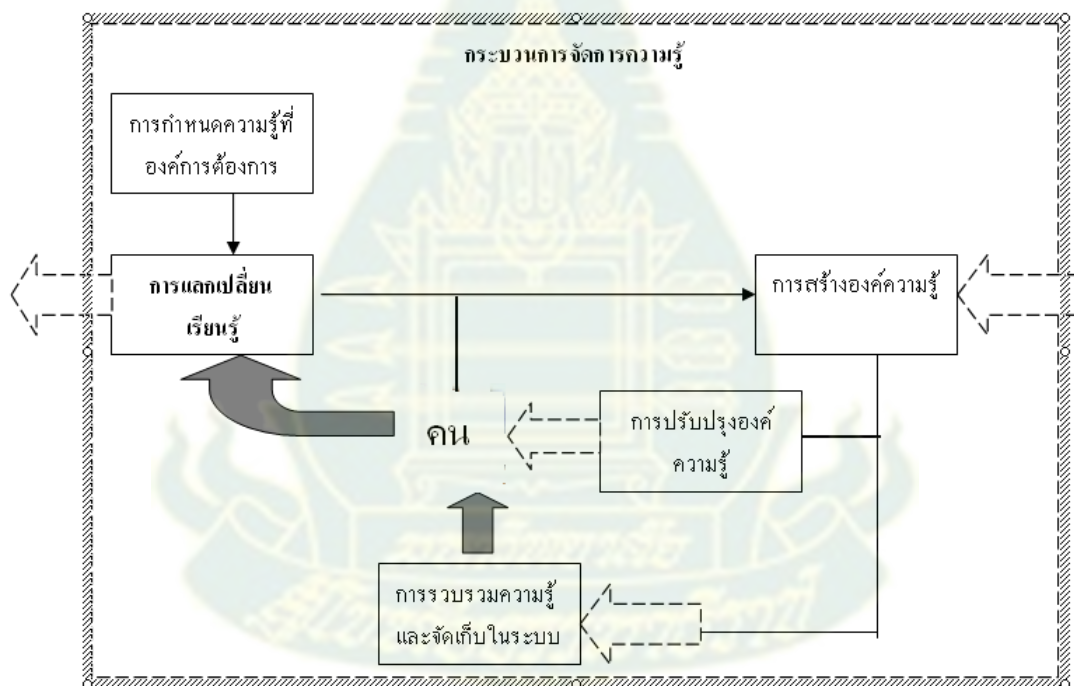 กระบวนการจัดการความรู้
การกำหนดความรู้ที่
องค์การต้องการ
การแลกเปลี่ยน
เรียนรู้
การสร้างองค์ความรู้
คน
การปรับปรุงองค์
ความรู้
การรวบรวมความรู้
และจัดเก็บในระบบ